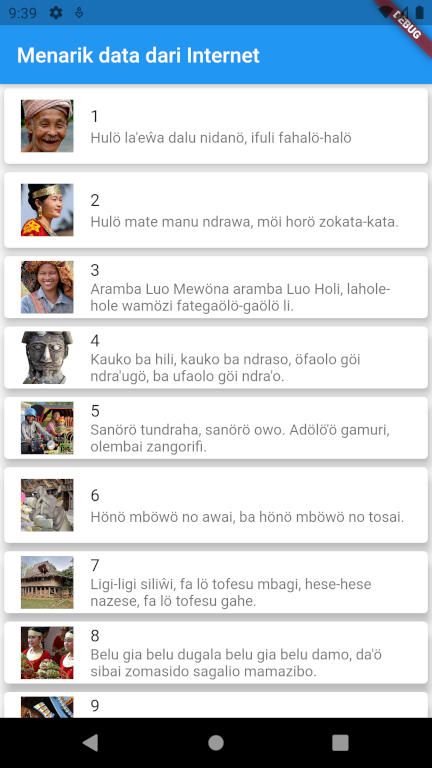 9:39
DEBUG
Menarik data dari Internet
1
Hulö la'eŵa dalu nidanö, ifuli fahalö-halö
2
Hulö mate manu ndrawa, möi horö zokata-kata.
3
Aramba Luo Mewöna aramba Luo Holi, lahole-
hole wamözi fategaölö-gaölö li.
4
Kauko ba hili, kauko ba ndraso, öfaolo göi
ndra'ugö, ba ufaolo göi ndra'o.
5
Sanörö tundraha, sanörö owo. Adölö'ö gamuri,
olembai zangorifi.
6
Hönö mböwö no awai, ba hönö mböwö no tosai.
7
Ligi-ligi siliŵi, fa lö tofesu mbagi, hese-hese
nazese, fa lö tofesu gahe.
8
Belu gia belu dugala belu gia belu damo, da'ö
sibai zomasido sagalio mamazibo.
9